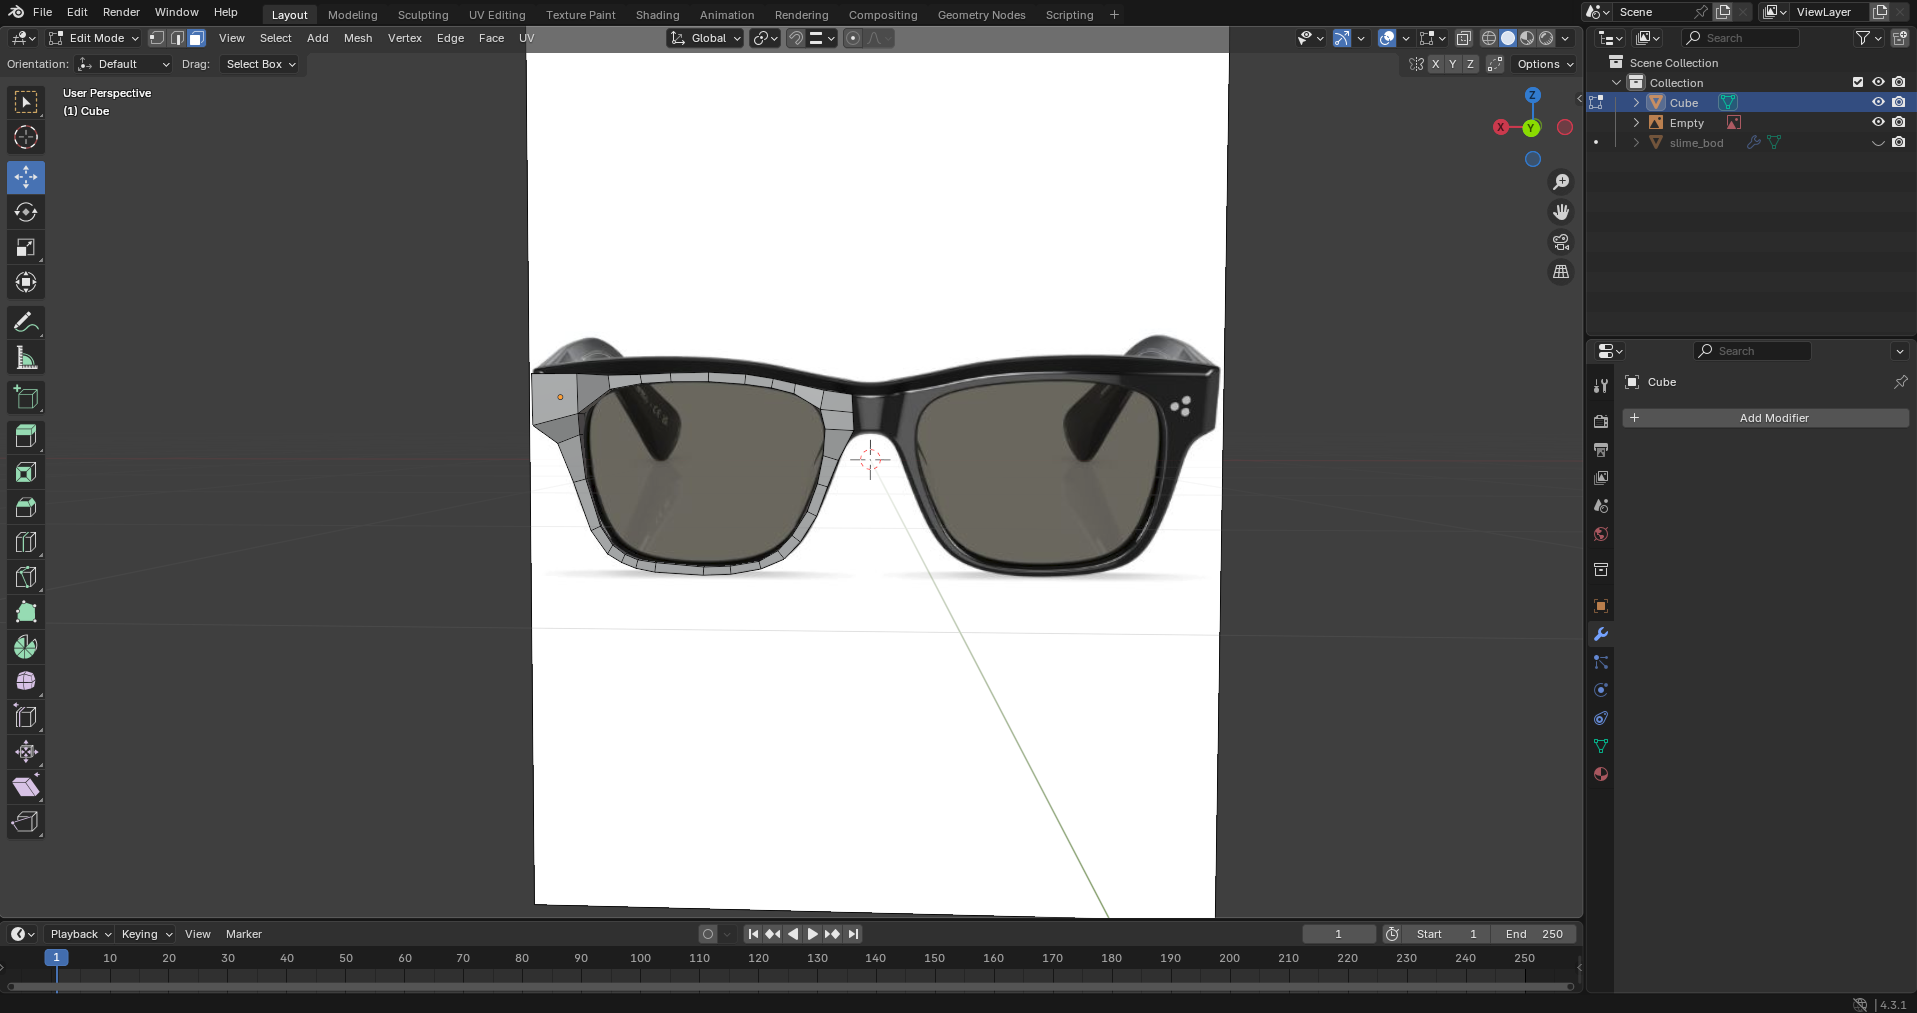 File Edit Render Window Help Layout Modeling Sculpting UV Editing Texture Paint Shading Animation Rendering Compositing Geometry Nodes Scripting + Scene ViewLayer
Edit Mode View Select Add Mesh Vertex Edge Face UV Global Search
Orientation: Default Drag: Select Box X Y Z Options
Scene Collection
Collection
Cube
Empty
slime_bod
User Perspective
(1) Cube
Z
X
Y
Search
Cube
+ Add Modifier
Playback Keying View Marker 1 Start 1 End 250
1 10 20 30 40 50 60 70 80 90 100 110 120 130 140 150 160 170 180 190 200 210 220 230 240 250
4.3.1